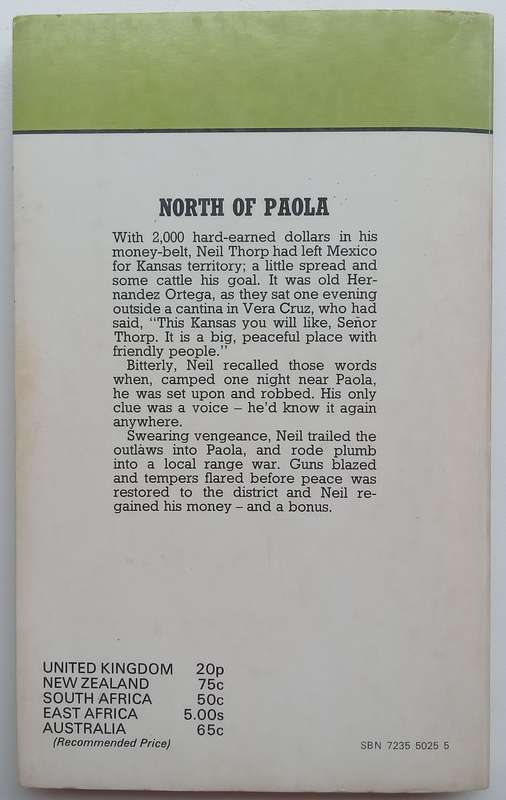 NORTH OF PAOLA
With 2,000 hard-earned dollars in his
money-belt, Neil Thorp had left Mexico
for Kansas territory; a little spread and
some cattle his goal. It was old Her-
nandez Ortega, as they sat one evening
outside a cantina in Vera Cruz, who had
said, "This Kansas you will like, Señor
Thorp. It is a big, peaceful place with
friendly people."
Bitterly, Neil recalled those words
when, camped one night near Paola,
he was set upon and robbed. His only
clue was a voice – he'd know it again
anywhere.
Swearing vengeance, Neil trailed the
outlaws into Paola, and rode plumb
into a local range war. Guns blazed
and tempers flared before peace was
restored to the district and Neil re-
gained his money – and a bonus.
UNITED KINGDOM 20p
NEW ZEALAND 75c
SOUTH AFRICA 50c
EAST AFRICA 5.00s
AUSTRALIA 65c
(Recommended Price)
SBN 7235 5025 5